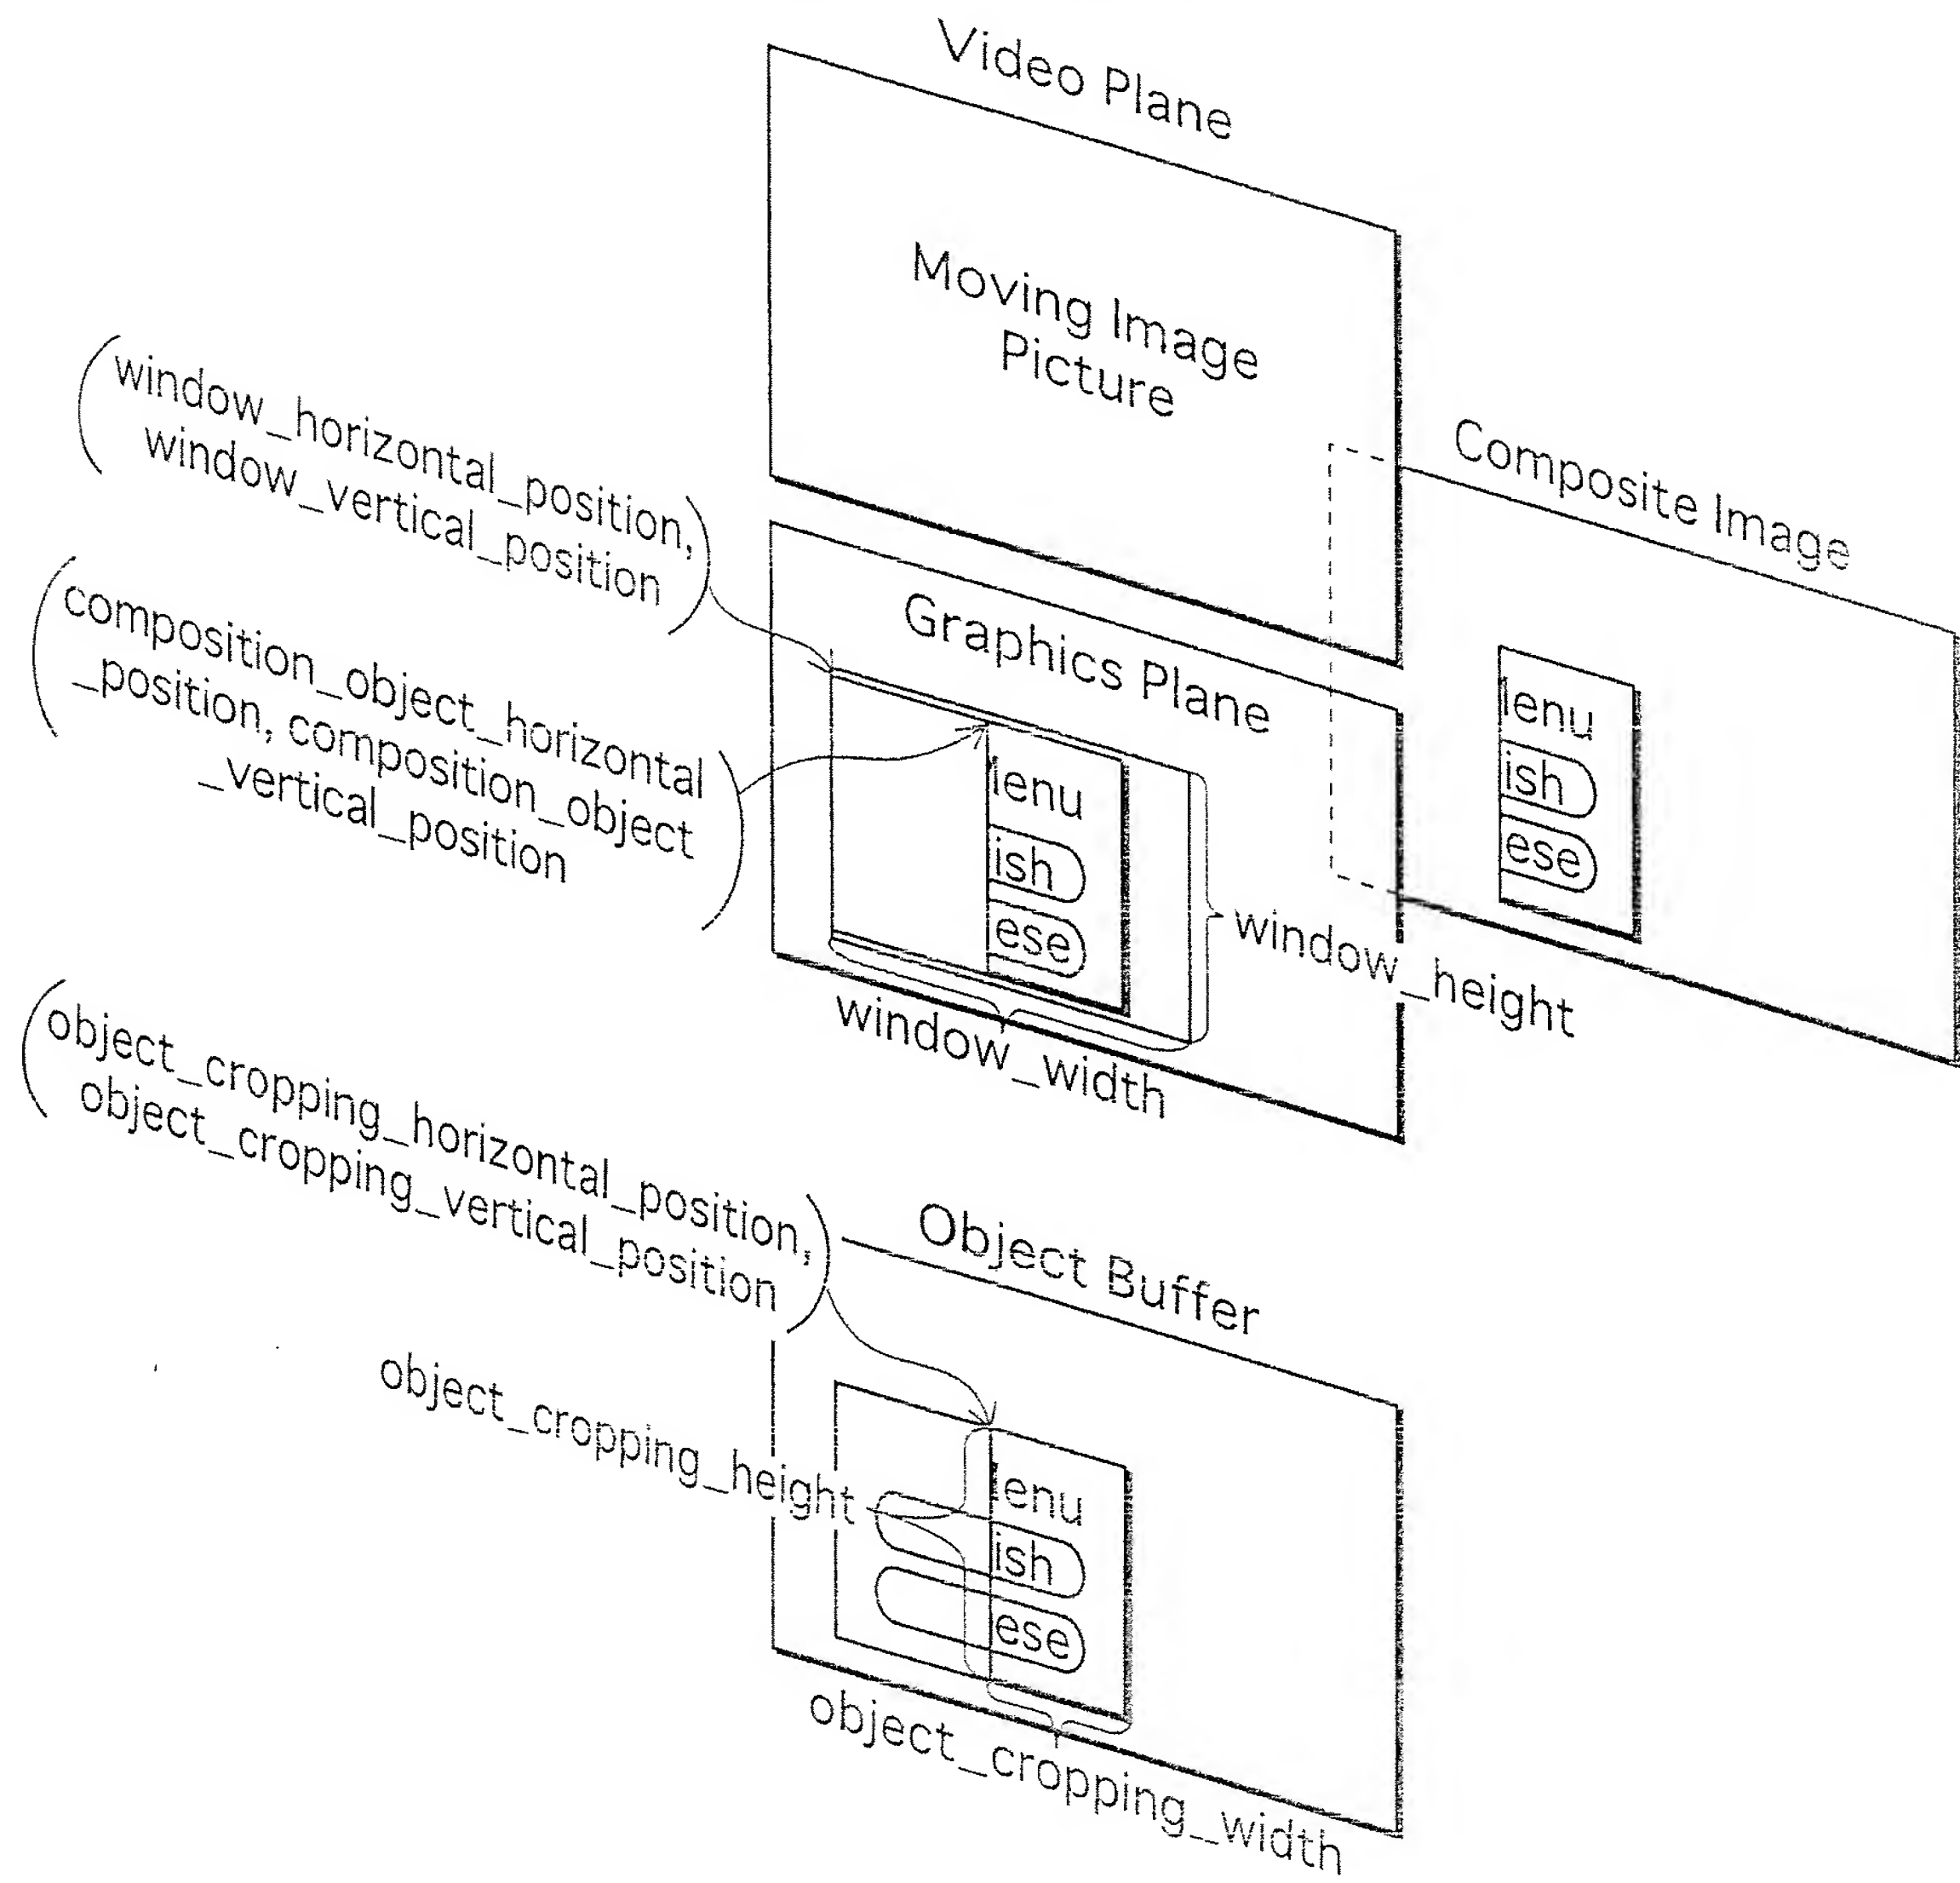 Video Plane
Moving Image
Picture
window_horizontal_position,
window_vertical_position
Composite Image
composition_object_horizontal
_position, composition_object
_vertical_position
Graphics Plane
lenu
ish
ese
lenu
ish
ese
window_height
window_width
object_cropping_horizontal_position,
object_cropping_vertical_position
Object Buffer
object_cropping_height
lenu
ish
ese
object_cropping_width